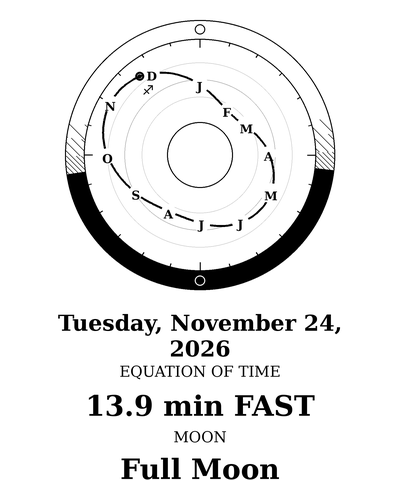 D
J
N
F
M
♐
O
A
S
M
A
J
J
Tuesday, November 24,
2026
EQUATION OF TIME
13.9 min FAST
MOON
Full Moon